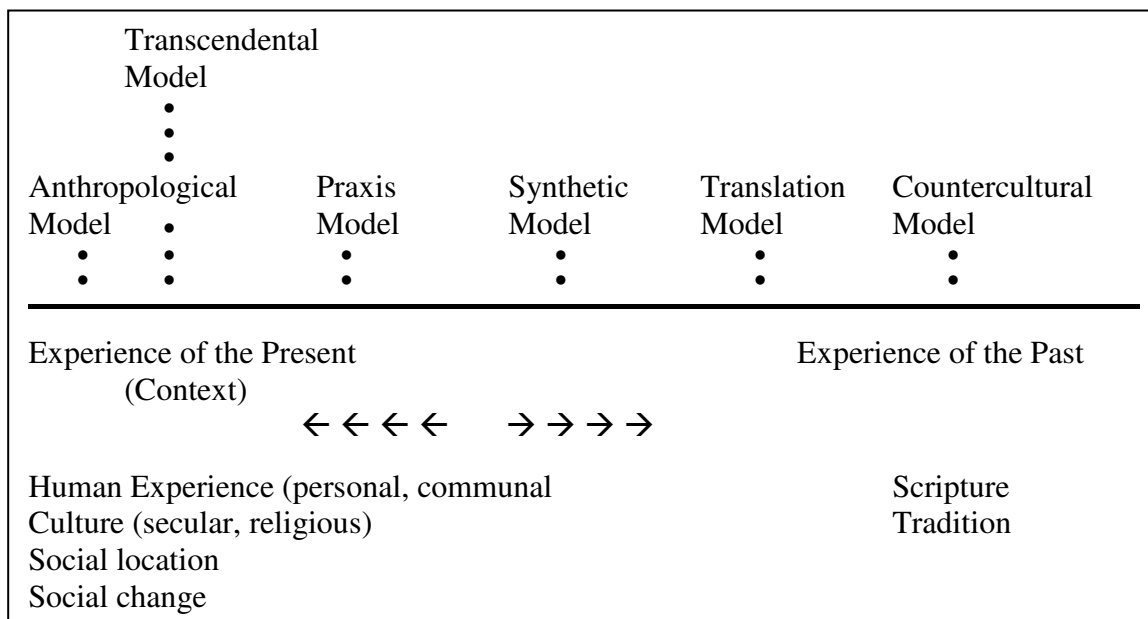 Transcendental
Model
•
•
•
Anthropological Praxis Synthetic Translation Countercultural
Model • Model Model Model Model
• • • • • •
• • • • • •
Experience of the Present Experience of the Past
(Context)
← ← ← ← → → → →
Human Experience (personal, communal Scripture
Culture (secular, religious) Tradition
Social location
Social change